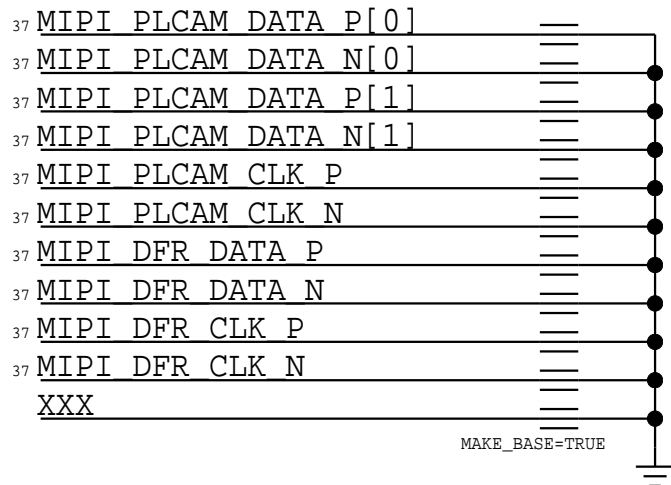 37 MIPI_PLCAM_DATA_P[0]
37 MIPI_PLCAM_DATA_N[0]
37 MIPI_PLCAM_DATA_P[1]
37 MIPI_PLCAM_DATA_N[1]
37 MIPI_PLCAM_CLK_P
37 MIPI_PLCAM_CLK_N
37 MIPI_DFR_DATA_P
37 MIPI_DFR_DATA_N
37 MIPI_DFR_CLK_P
37 MIPI_DFR_CLK_N
XXX
MAKE_BASE=TRUE